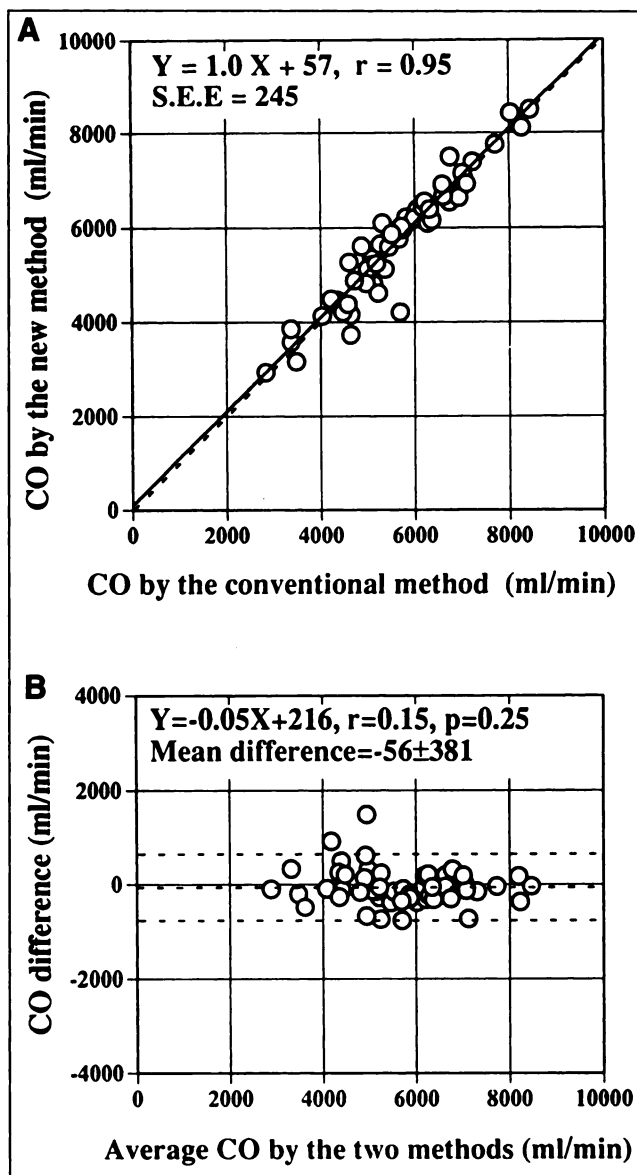 A
Y = 1.0 X + 57, r = 0.95
S.E.E = 245
CO by the new method (ml/min)
10000
8000
6000
4000
2000
0
0 2000 4000 6000 8000 10000
CO by the conventional method (ml/min)
B
Y=-0.05X+216, r=0.15, p=0.25
Mean difference=-56±381
CO difference (ml/min)
4000
2000
0
-2000
-4000
0 2000 4000 6000 8000 10000
Average CO by the two methods (ml/min)